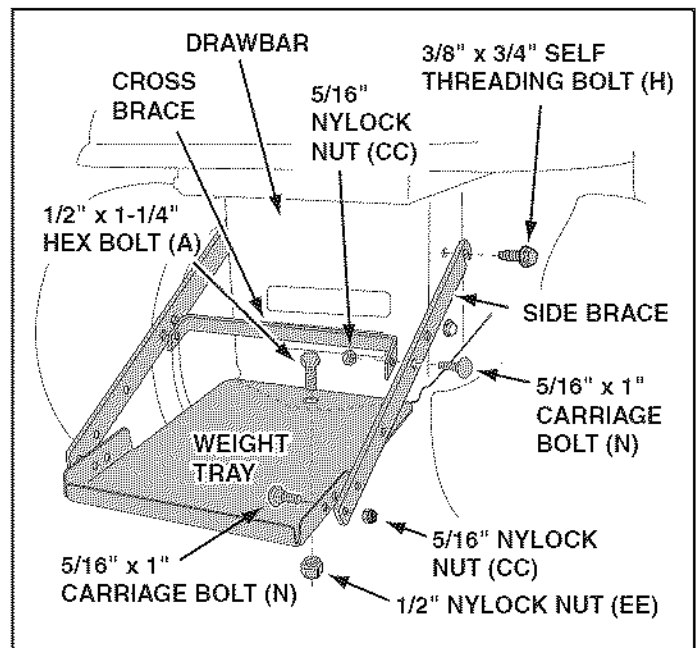 DRAWBAR
CROSS
BRACE
5/16"
NYLOCK
NUT (CC)
3/8" x 3/4" SELF
THREADING BOLT (H)
1/2" x 1-1/4"
HEX BOLT (A)
SIDE BRACE
5/16" x 1"
CARRIAGE
BOLT (N)
WEIGHT
TRAY
5/16" x 1"
CARRIAGE BOLT (N)
5/16" NYLOCK
NUT (CC)
1/2" NYLOCK NUT (EE)